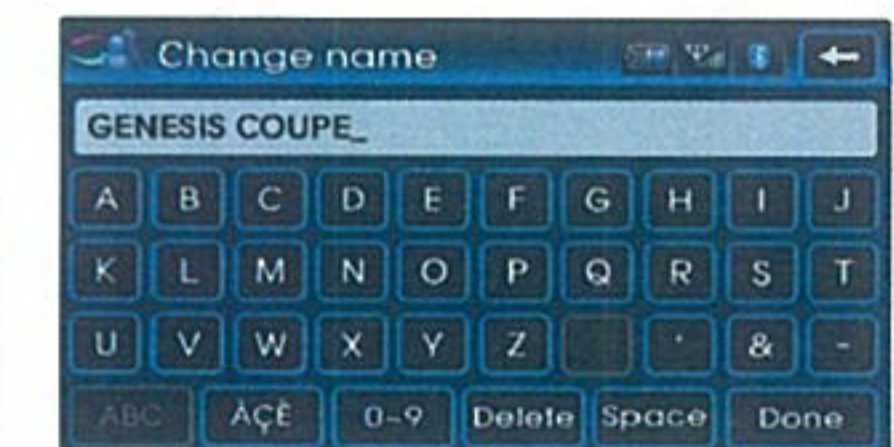 Change name
GENESIS COUPE_
A B C D E F G H I J
K L M N O P Q R S T
U V W X Y Z ' & -
ABC ÀÇÈ 0-9 Delete Space Done